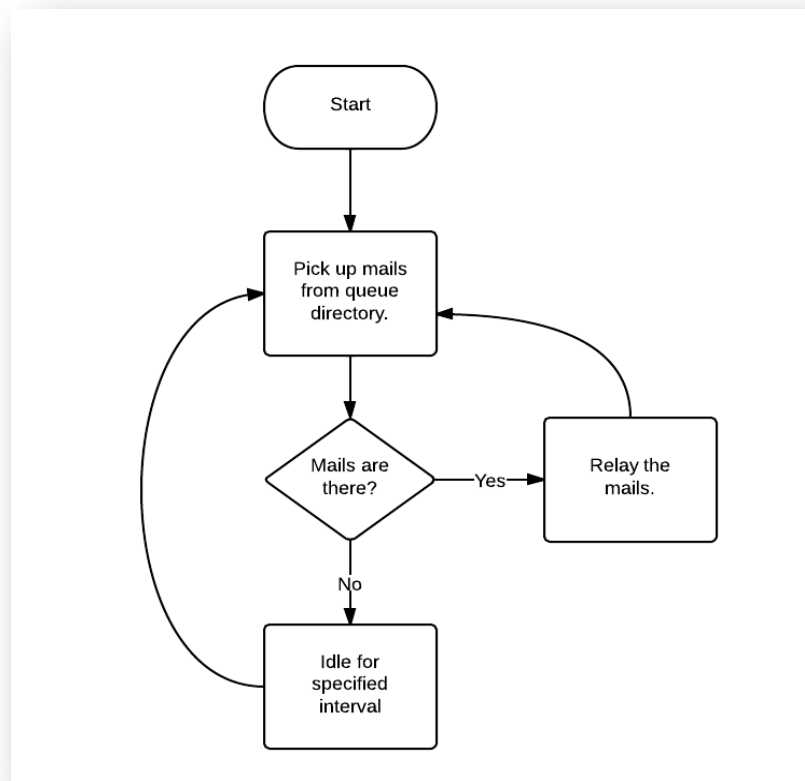 Start
Pick up mails
from queue
directory.
Mails are
there?
Yes
Relay the
mails.
No
Idle for
specified
interval